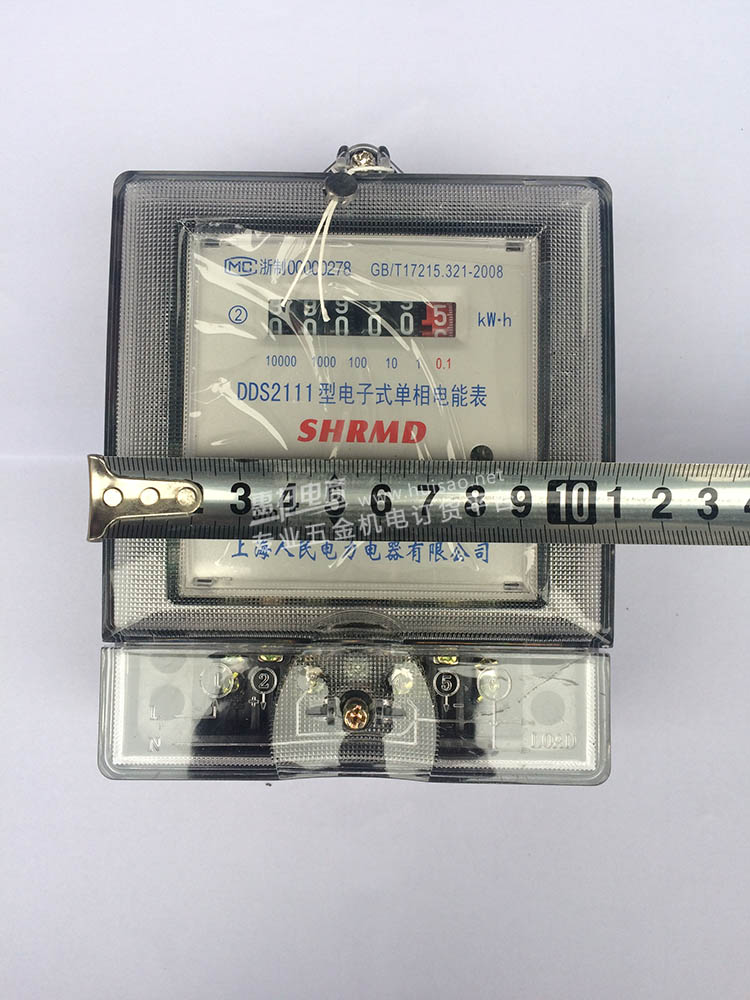 MC 浙制00000278 GB/T17215.321-2008
② kW·h
10000 1000 100 10 1 0.1
DDS2111型电子式单相电能表
SHRMD
3 4 5 6 7 8 9 10 1 2 3 4
上海人民电力电器有限公司
1 2 5
L
N
LOAD